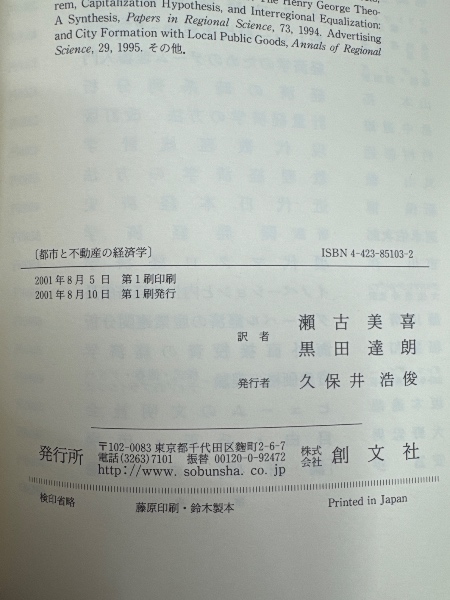 The Henry George Theo-
rem, Capitalization Hypothesis, and Interregional Equalization:
A Synthesis, Papers in Regional Science, 73, 1994. Advertising
and City Formation with Local Public Goods, Annals of Regional
Science, 29, 1995. その他.
〔都市と不動産の経済学〕 ISBN 4-423-85103-2
2001年8月5日 第1刷印刷
2001年8月10日 第1刷発行
訳者 瀬古美喜
黒田達朗
発行者 久保井浩俊
発行所 〒102-0083 東京都千代田区麴町2-6-7 株式会社 創文社
電話(3263)7101 振替 00120-0-92472
http://www.sobunsha.co.jp
検印省略 藤原印刷・鈴木製本 Printed in Japan